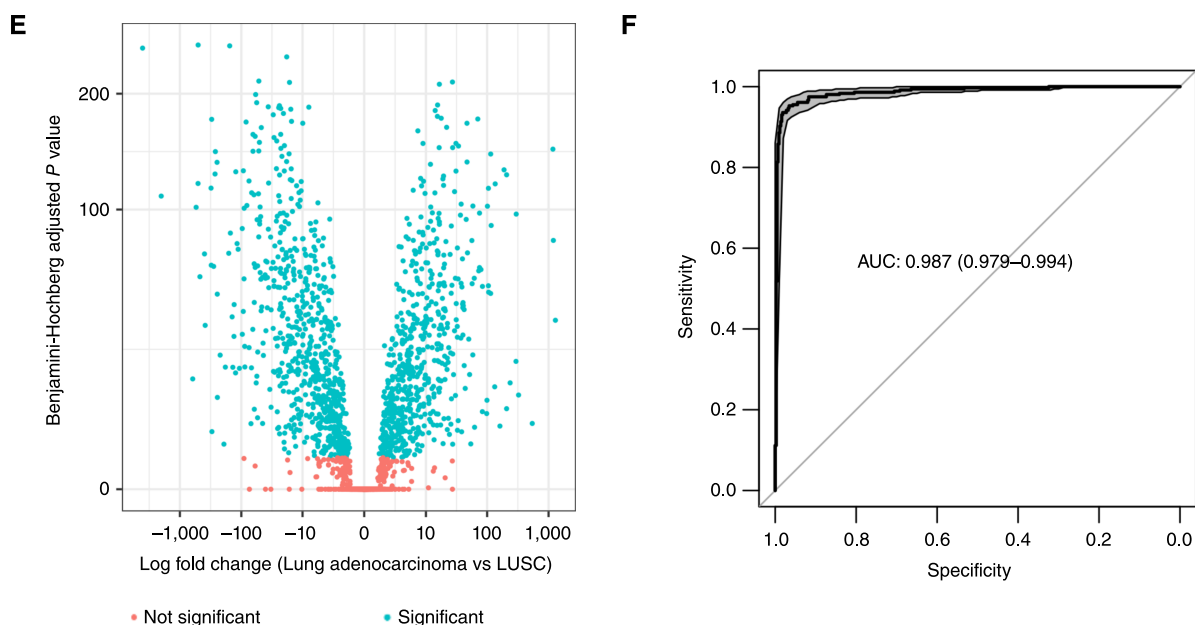 E
Benjamini-Hochberg adjusted P value
200
100
0
−1,000 −100 −10 0 10 100 1,000
Log fold change (Lung adenocarcinoma vs LUSC)
Not significant Significant
F
Sensitivity
1.0
0.8
0.6
0.4
0.2
0.0
AUC: 0.987 (0.979–0.994)
1.0 0.8 0.6 0.4 0.2 0.0
Specificity